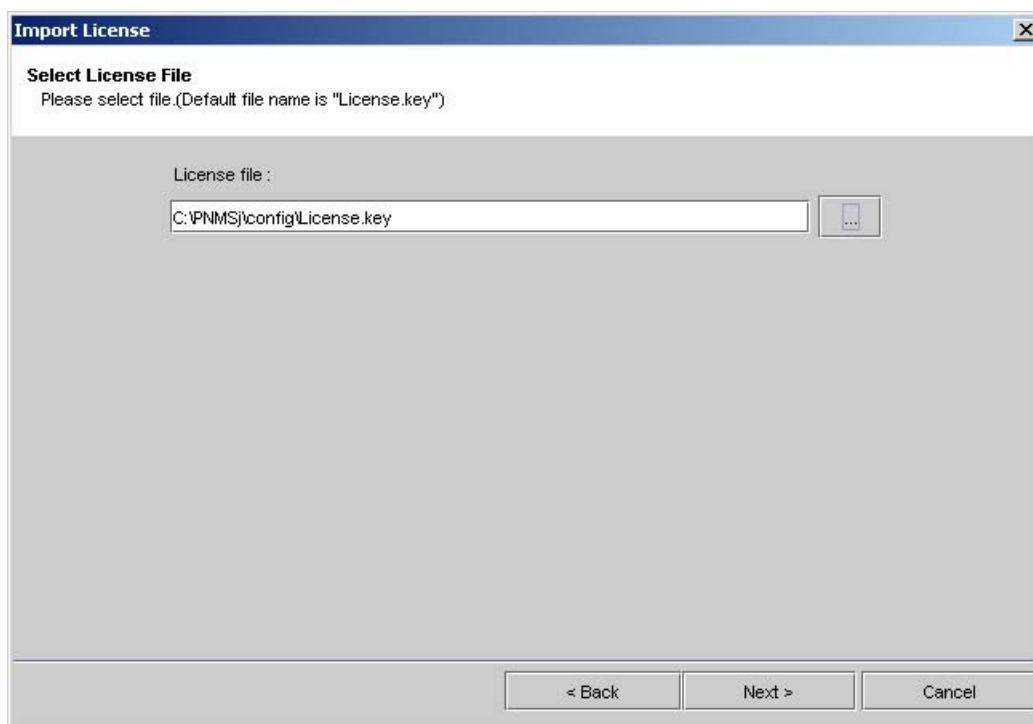 Import License
Select License File
Please select file.(Default file name is "License.key")
License file :
C:\PNMSj\config\License.key
...
< Back
Next >
Cancel